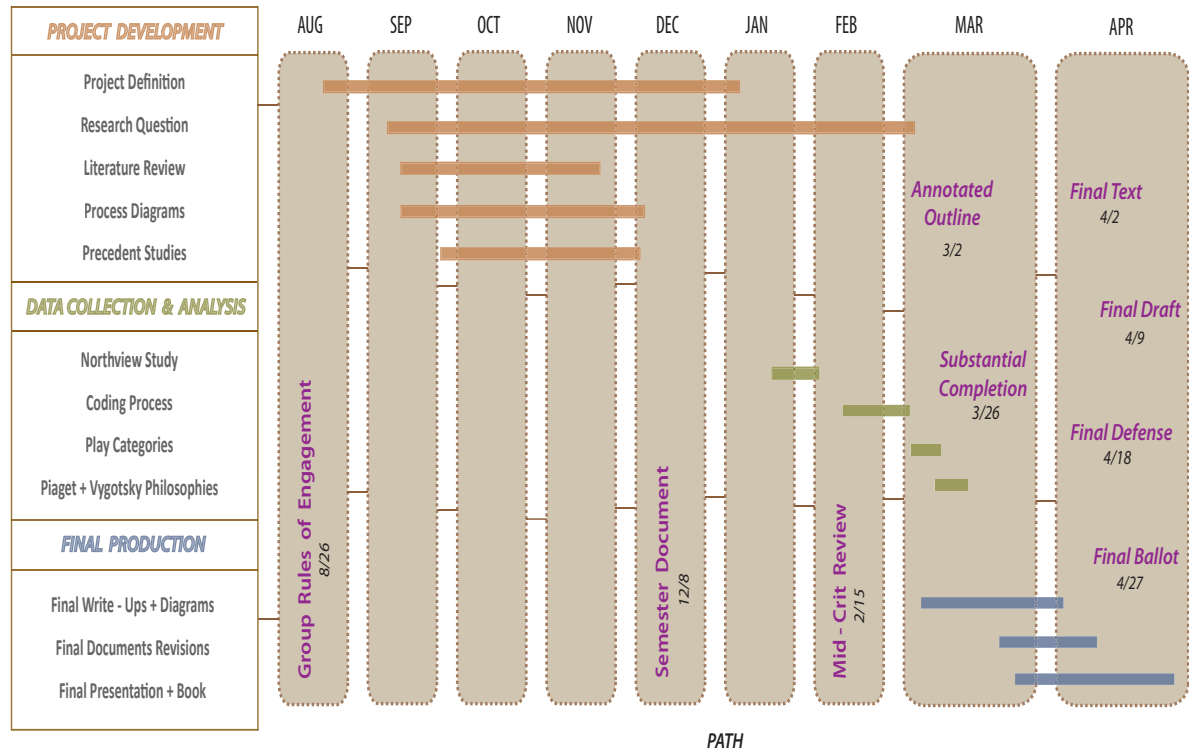 AUG SEP OCT NOV DEC JAN FEB MAR APR
PROJECT DEVELOPMENT
Project Definition
Research Question
Literature Review
Process Diagrams
Precedent Studies
DATA COLLECTION & ANALYSIS
Northview Study
Coding Process
Play Categories
Piaget + Vygotsky Philosophies
FINAL PRODUCTION
Final Write - Ups + Diagrams
Final Documents Revisions
Final Presentation + Book
Group Rules of Engagement
8/26
Semester Document
12/8
Mid - Crit Review
2/15
Annotated
Outline
3/2
Substantial
Completion
3/26
Final Text
4/2
Final Draft
4/9
Final Defense
4/18
Final Ballot
4/27
PATH